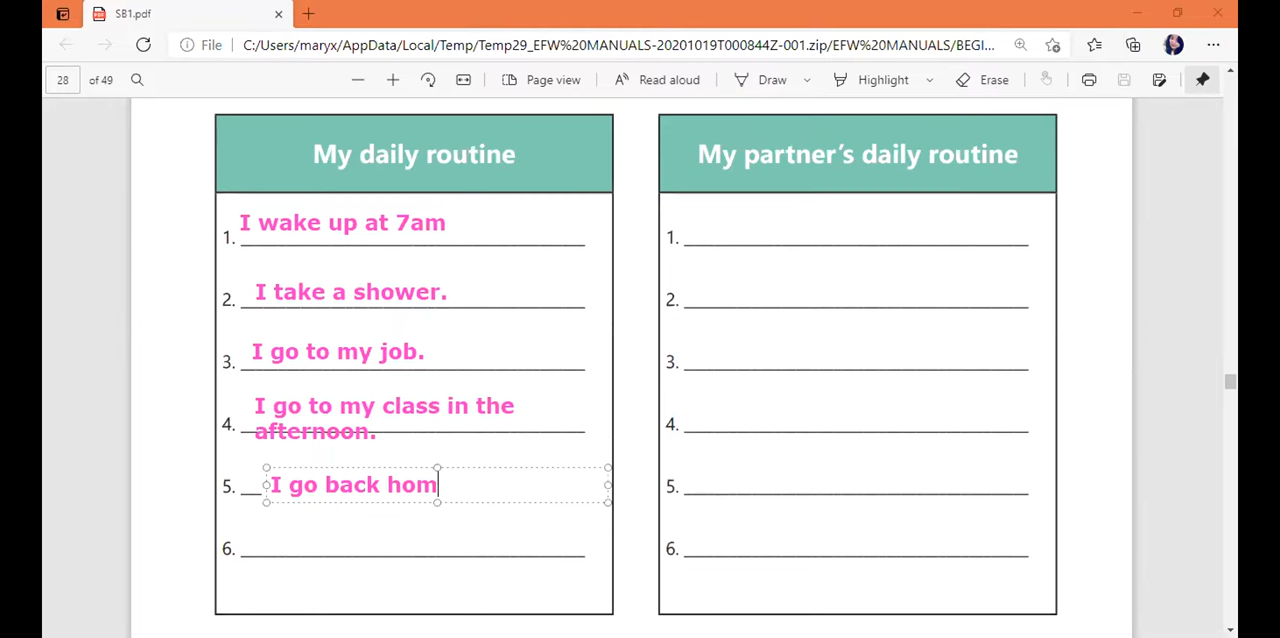 SB1.pdf
File C:/Users/maryx/AppData/Local/Temp/Temp29_EFW%20MANUALS-20201019T000844Z-001.zip/EFW%20MANUALS/BEGI...
28 of 49 Page view Read aloud Draw Highlight Erase
My daily routine
1. I wake up at 7am
2. I take a shower.
3. I go to my job.
4. I go to my class in the
afternoon.
5. I go back hom
6.
My partner's daily routine
1.
2.
3.
4.
5.
6.